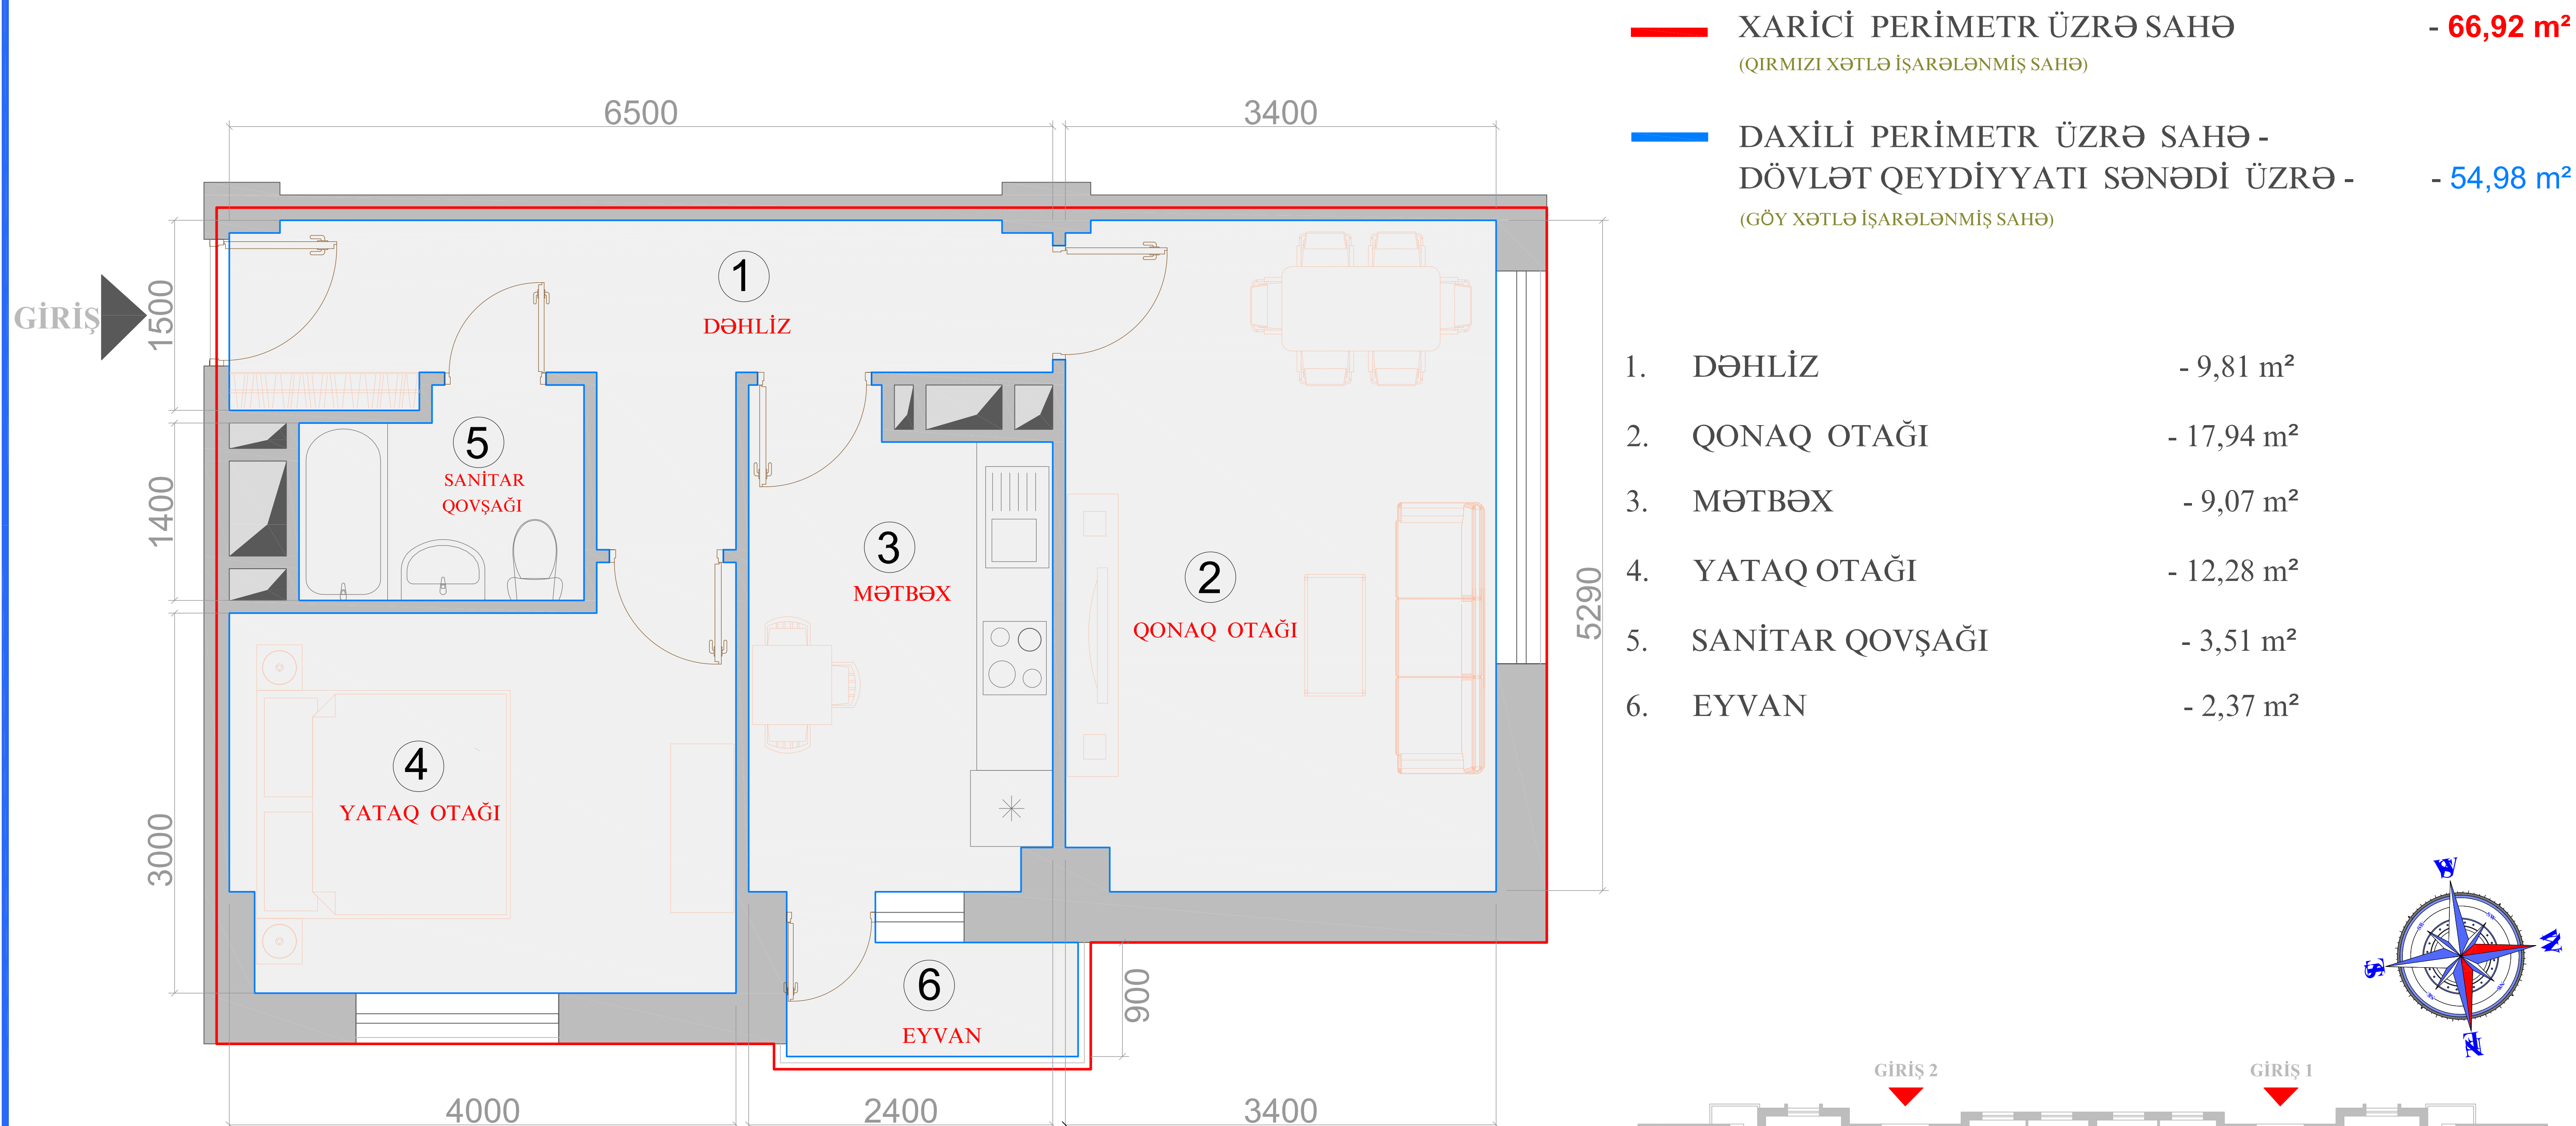 XARİCİ PERİMETR ÜZRƏ SAHƏ - 66,92 m²
(QIRMIZI XƏTLƏ İŞARƏLƏNMİŞ SAHƏ)
DAXİLİ PERİMETR ÜZRƏ SAHƏ -
DÖVLƏT QEYDİYYATI SƏNƏDİ ÜZRƏ - - 54,98 m²
(GÖY XƏTLƏ İŞARƏLƏNMİŞ SAHƏ)
6500
3400
GİRİŞ
1500
1400
3000
1
DƏHLİZ
5
SANİTAR
QOVŞAĞI
3
MƏTBƏX
2
QONAQ OTAĞI
4
YATAQ OTAĞI
6
EYVAN
5290
900
4000
2400
3400
1. DƏHLİZ - 9,81 m²
2. QONAQ OTAĞI - 17,94 m²
3. MƏTBƏX - 9,07 m²
4. YATAQ OTAĞI - 12,28 m²
5. SANİTAR QOVŞAĞI - 3,51 m²
6. EYVAN - 2,37 m²
GİRİŞ 2
GİRİŞ 1